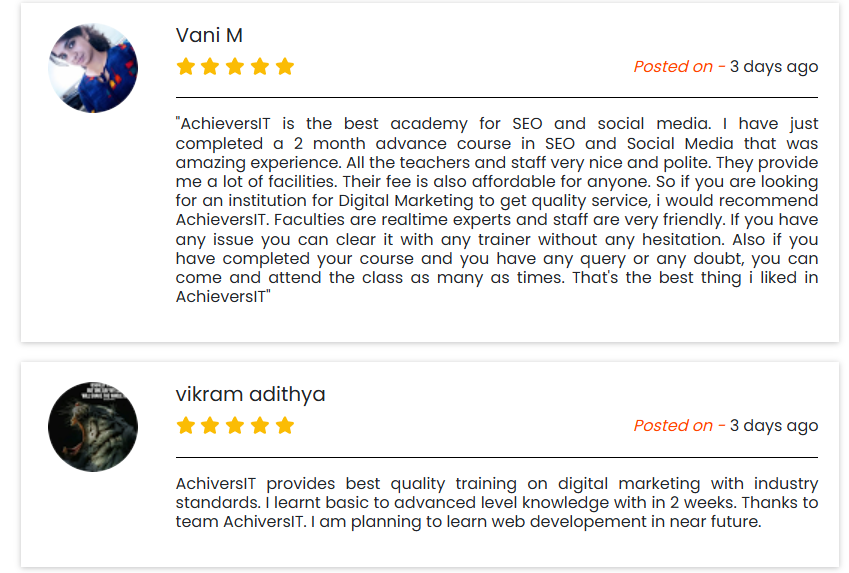 Vani M
Posted on - 3 days ago
"AchieversIT is the best academy for SEO and social media. I have just
completed a 2 month advance course in SEO and Social Media that was
amazing experience. All the teachers and staff very nice and polite. They provide
me a lot of facilities. Their fee is also affordable for anyone. So if you are looking
for an institution for Digital Marketing to get quality service, i would recommend
AchieversIT. Faculties are realtime experts and staff are very friendly. If you have
any issue you can clear it with any trainer without any hesitation. Also if you
have completed your course and you have any query or any doubt, you can
come and attend the class as many as times. That's the best thing i liked in
AchieversIT"
vikram adithya
Posted on - 3 days ago
AchiversIT provides best quality training on digital marketing with industry
standards. I learnt basic to advanced level knowledge with in 2 weeks. Thanks to
team AchiversIT. I am planning to learn web developement in near future.